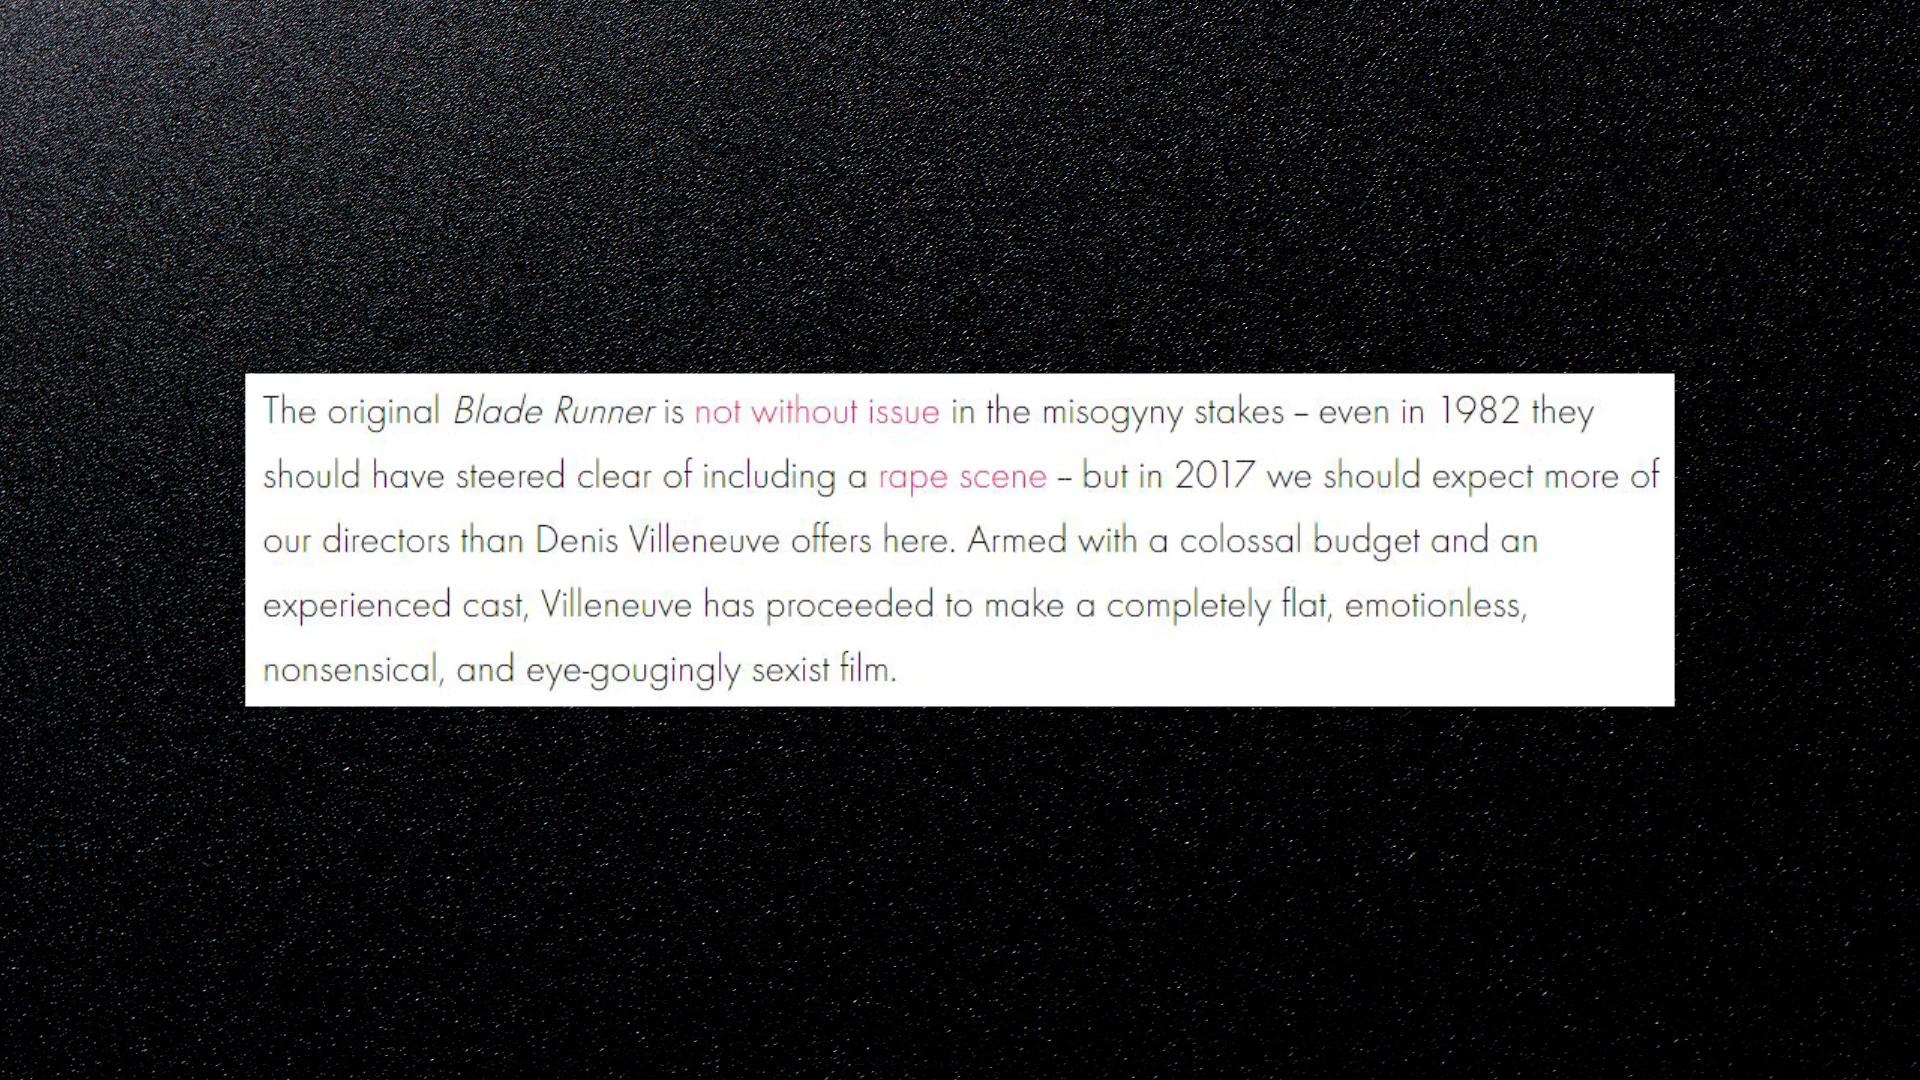 The original Blade Runner is not without issue in the misogyny stakes – even in 1982 they
should have steered clear of including a rape scene – but in 2017 we should expect more of
our directors than Denis Villeneuve offers here. Armed with a colossal budget and an
experienced cast, Villeneuve has proceeded to make a completely flat, emotionless,
nonsensical, and eye-gougingly sexist film.